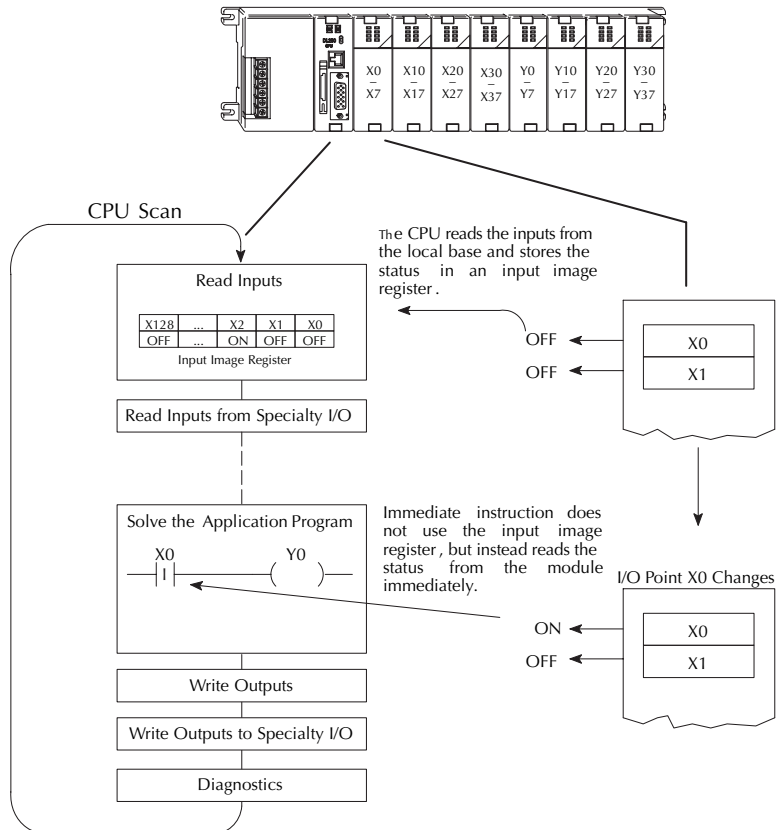 DL260
CPU
X0 – X7
X10 – X17
X20 – X27
X30 – X37
Y0 – Y7
Y10 – Y17
Y20 – Y27
Y30 – Y37
CPU Scan
The CPU reads the inputs from
the local base and stores the
status in an input image
register .
Read Inputs
X128 ... X2 X1 X0
OFF ... ON OFF OFF
Input Image Register
OFF X0
OFF X1
Read Inputs from Specialty I/O
Solve the Application Program
X0 Y0
I
Immediate instruction does
not use the input image
register , but instead reads the
status from the module
immediately.
I/O Point X0 Changes
ON X0
OFF X1
Write Outputs
Write Outputs to Specialty I/O
Diagnostics